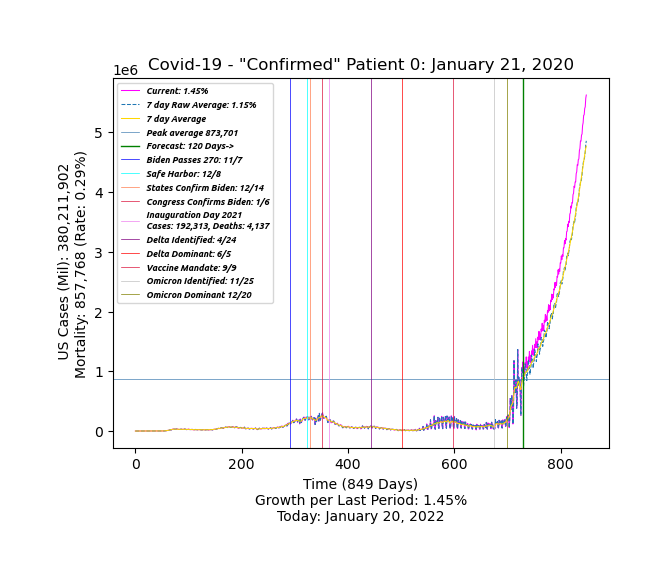 Covid-19 - "Confirmed" Patient 0: January 21, 2020
1e6
Current: 1.45%
7 day Raw Average: 1.15%
7 day Average
Peak average 873,701
Forecast: 120 Days->
Biden Passes 270: 11/7
Safe Harbor: 12/8
States Confirm Biden: 12/14
Congress Confirms Biden: 1/6
Inauguration Day 2021
Cases: 192,313, Deaths: 4,137
Delta Identified: 4/24
Delta Dominant: 6/5
Vaccine Mandate: 9/9
Omicron Identified: 11/25
Omicron Dominant 12/20
US Cases (Mil): 380,211,902
Mortality: 857,768 (Rate: 0.29%)
5
4
3
2
1
0
0 200 400 600 800
Time (849 Days)
Growth per Last Period: 1.45%
Today: January 20, 2022